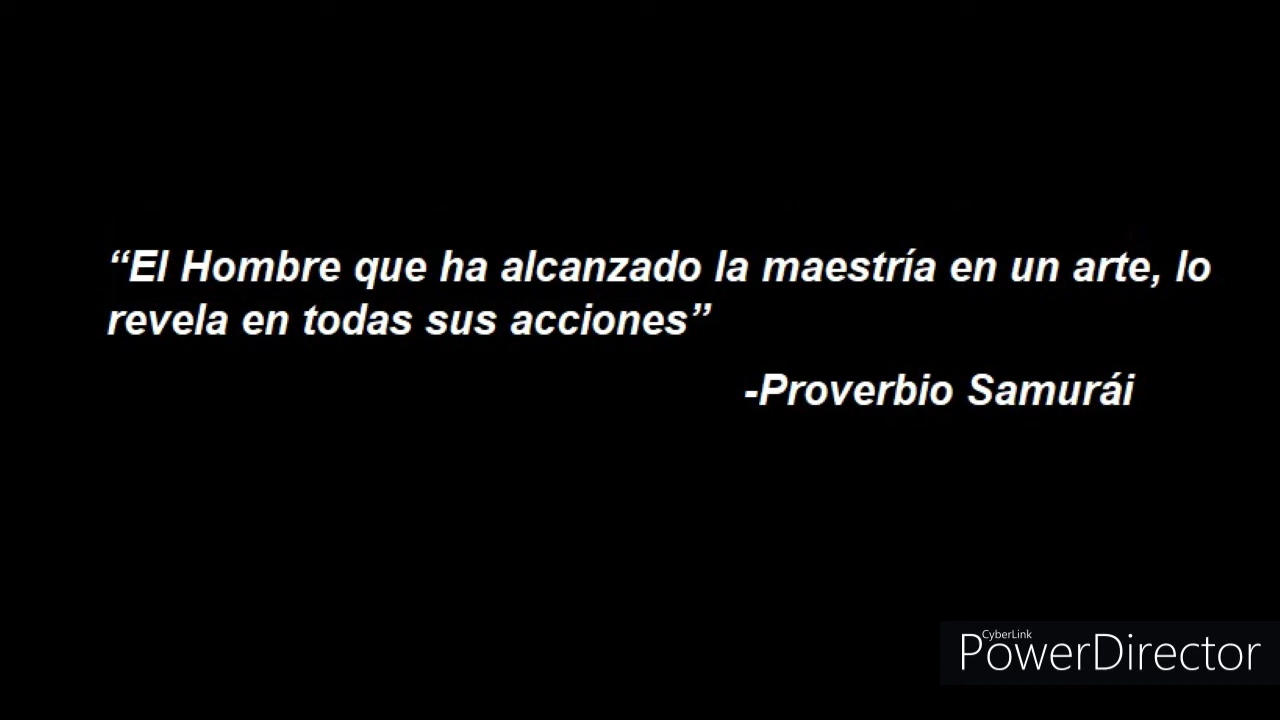 “El Hombre que ha alcanzado la maestría en un arte, lo
revela en todas sus acciones”
-Proverbio Samurái
CyberLink
PowerDirector